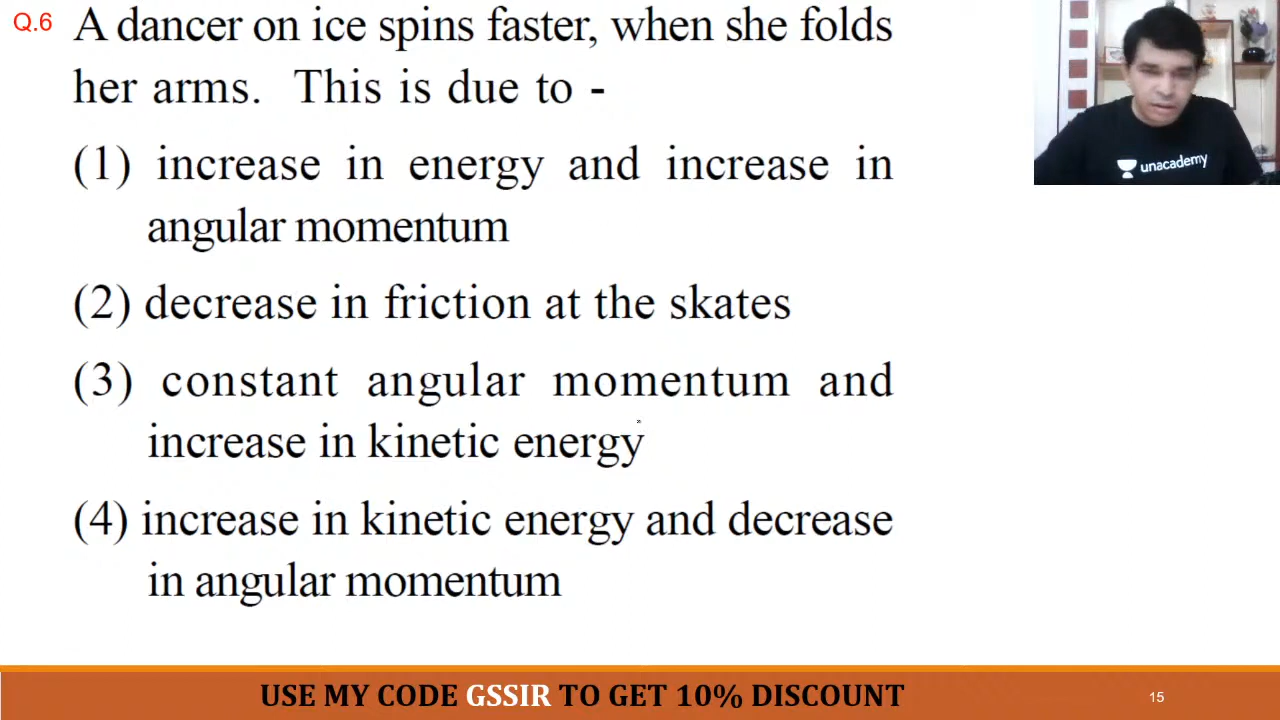 Q.6 A dancer on ice spins faster, when she folds
her arms. This is due to -
(1) increase in energy and increase in
angular momentum
(2) decrease in friction at the skates
(3) constant angular momentum and
increase in kinetic energy
(4) increase in kinetic energy and decrease
in angular momentum
unacademy
USE MY CODE GSSIR TO GET 10% DISCOUNT
15